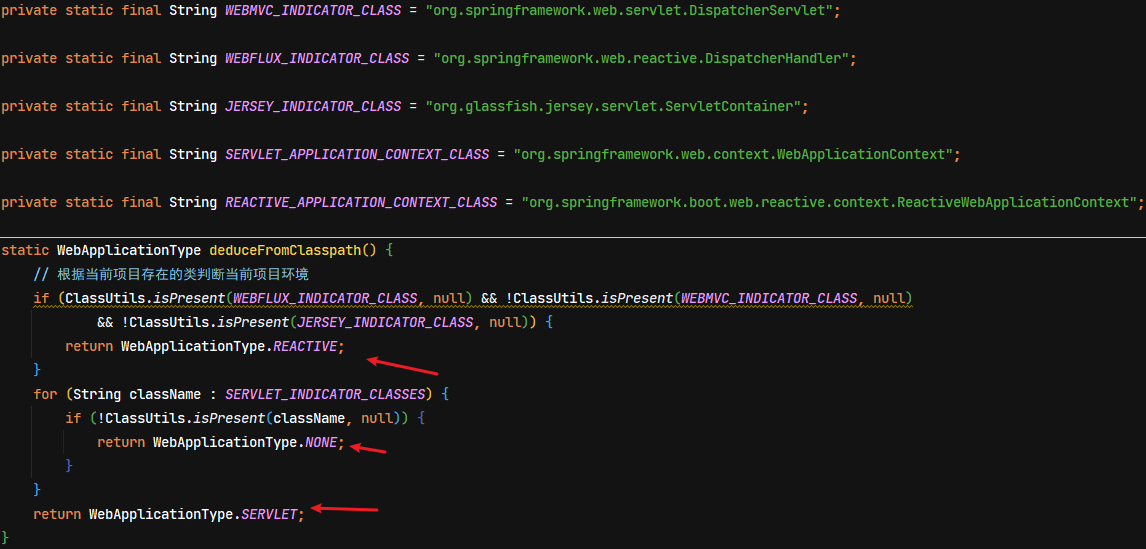 private static final String WEBMVC_INDICATOR_CLASS = "org.springframework.web.servlet.DispatcherServlet";
private static final String WEBFLUX_INDICATOR_CLASS = "org.springframework.web.reactive.DispatcherHandler";
private static final String JERSEY_INDICATOR_CLASS = "org.glassfish.jersey.servlet.ServletContainer";
private static final String SERVLET_APPLICATION_CONTEXT_CLASS = "org.springframework.web.context.WebApplicationContext";
private static final String REACTIVE_APPLICATION_CONTEXT_CLASS = "org.springframework.boot.web.reactive.context.ReactiveWebApplicationContext";
static WebApplicationType deduceFromClasspath() {
    // 根据当前项目存在的类判断当前项目环境
    if (ClassUtils.isPresent(WEBFLUX_INDICATOR_CLASS, null) && !ClassUtils.isPresent(WEBMVC_INDICATOR_CLASS, null)
            && !ClassUtils.isPresent(JERSEY_INDICATOR_CLASS, null)) {
        return WebApplicationType.REACTIVE;
    }
    for (String className : SERVLET_INDICATOR_CLASSES) {
        if (!ClassUtils.isPresent(className, null)) {
            return WebApplicationType.NONE;
        }
    }
    return WebApplicationType.SERVLET;
}